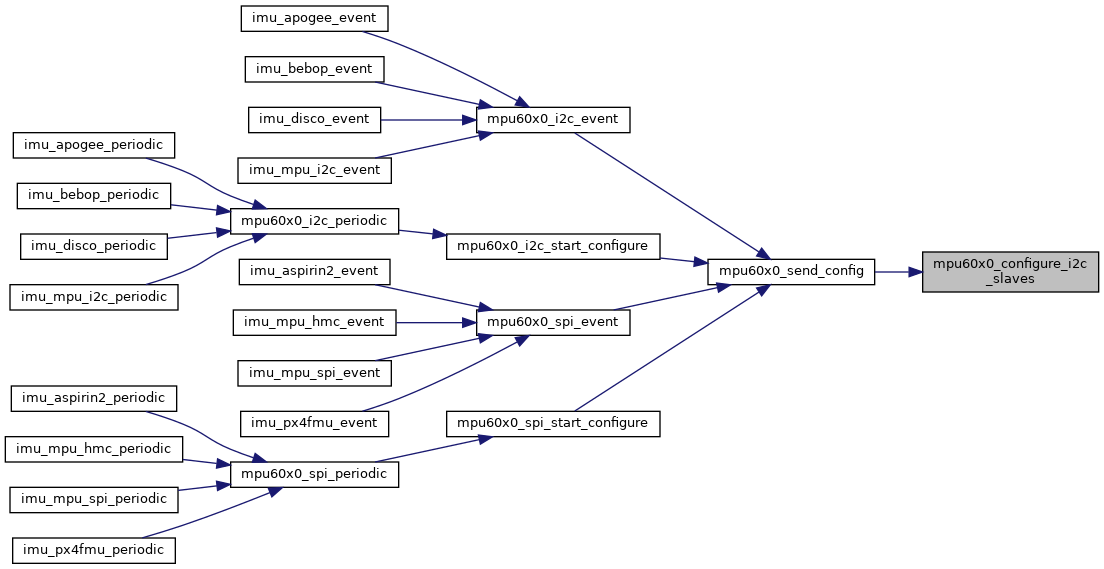 imu_apogee_event
imu_bebop_event
imu_disco_event
mpu60x0_i2c_event
imu_apogee_periodic
imu_mpu_i2c_event
imu_bebop_periodic
mpu60x0_i2c_periodic
imu_disco_periodic
mpu60x0_i2c_start_configure
imu_aspirin2_event
mpu60x0_send_config
mpu60x0_configure_i2c
_slaves
imu_mpu_i2c_periodic
imu_mpu_hmc_event
mpu60x0_spi_event
imu_mpu_spi_event
imu_aspirin2_periodic
imu_px4fmu_event
mpu60x0_spi_start_configure
imu_mpu_hmc_periodic
mpu60x0_spi_periodic
imu_mpu_spi_periodic
imu_px4fmu_periodic